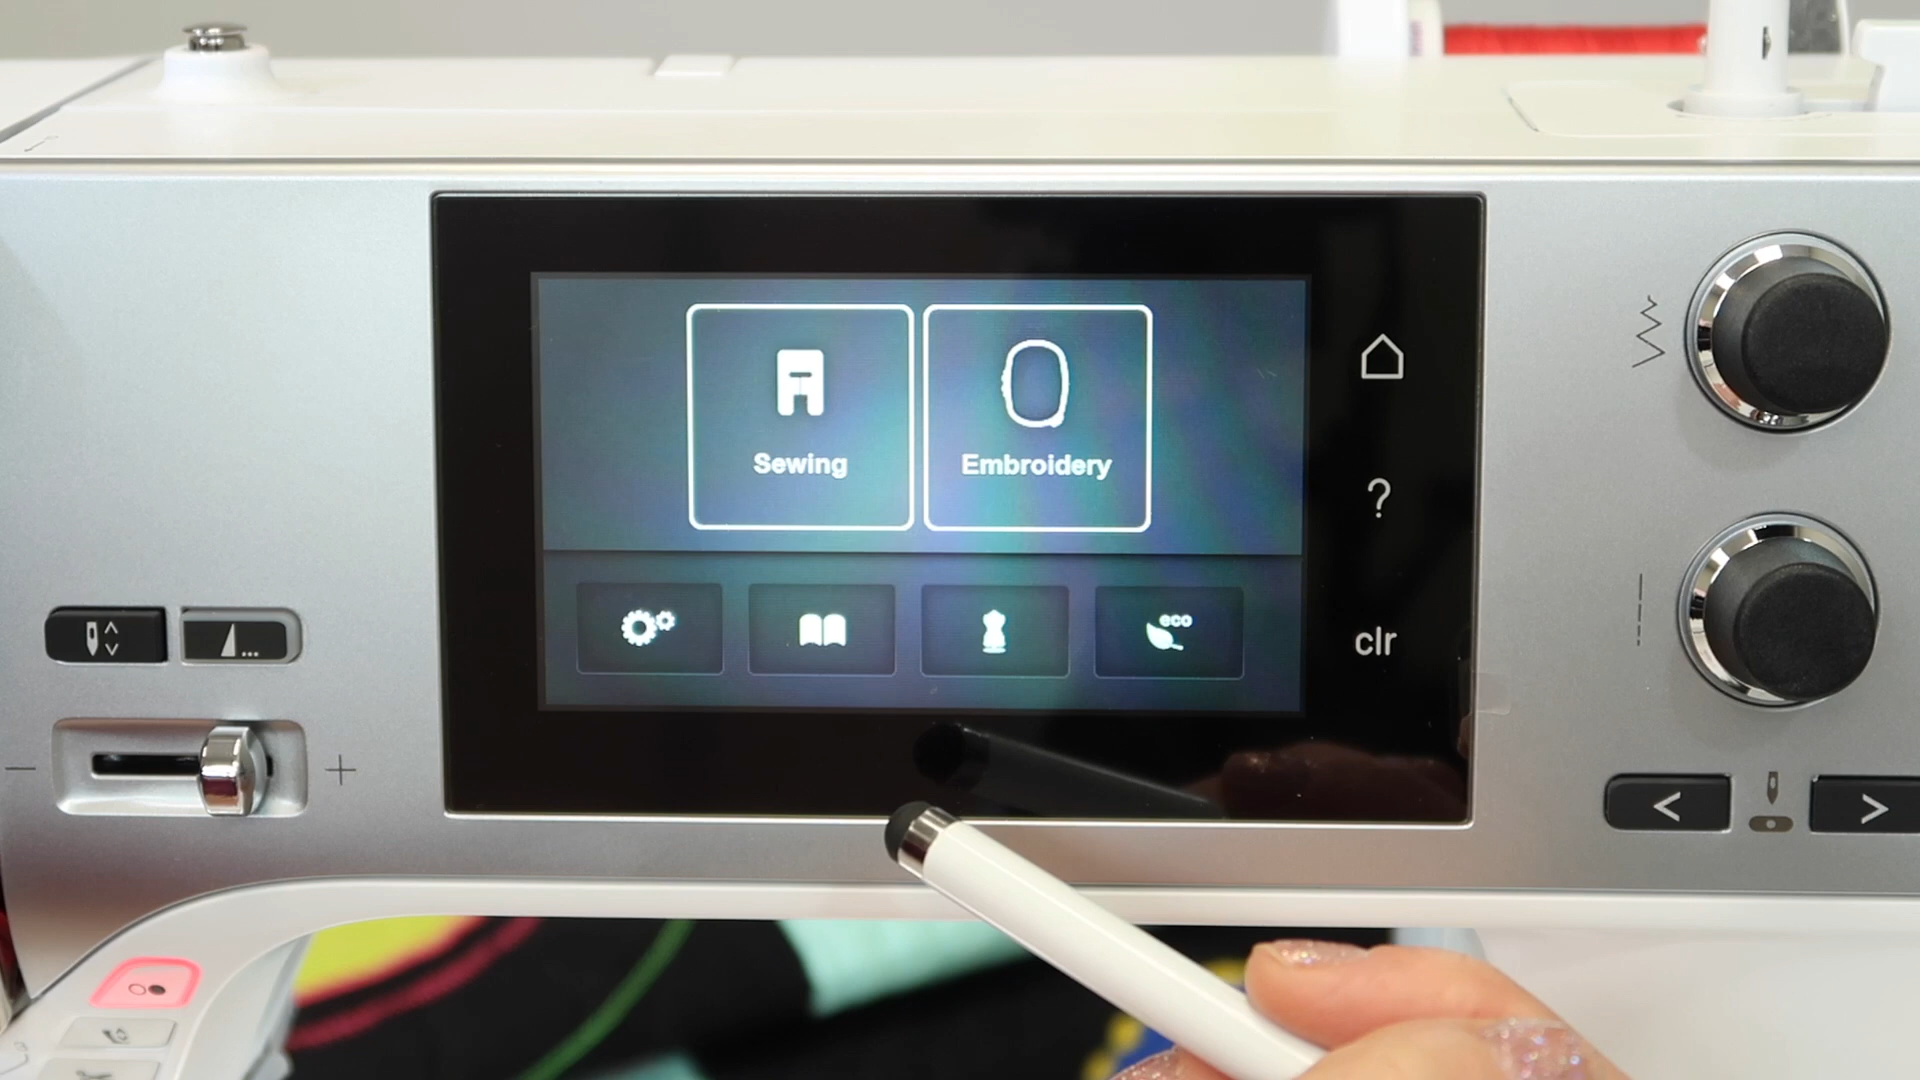 Sewing
Embroidery
?
eco
clr
...
− +
< >